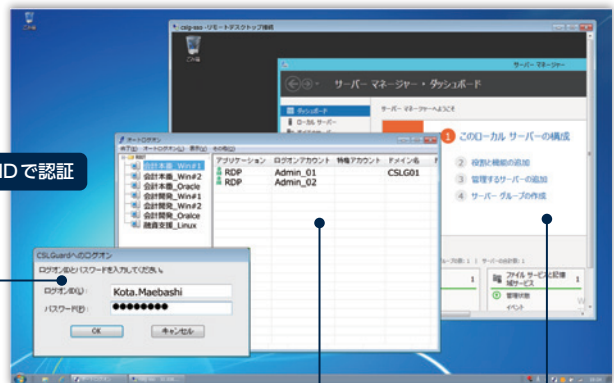 ごみ箱
cslg-sso - リモート デスクトップ接続
ごみ箱
サーバー マネージャー
サーバー マネージャー ・ ダッシュボード
ダッシュボード
ローカル サーバー
サーバー マネージャーへようこそ
1 このローカル サーバーの構成
2 役割と機能の追加
3 管理するサーバーの追加
4 サーバー グループの作成
1
ファイル サービスと記憶域サービス
1
管理状態
イベント
IDで認証
オートログオン
会計本番_Win#1
会計本番_Win#2
会計本番_Oracle
会計開発_Win#1
会計開発_Win#2
会計開発_Oralce
融資支援_Linux
アプリケーション ログオンアカウント 特権アカウント ドメイン名
RDP Admin_01 CSLG01
RDP Admin_02
CSLGuardへのログオン
ログオンIDとパスワードを入力してください。
ログオンID(L): Kota.Maebashi
パスワード(P): ●●●●●●●●
OK キャンセル